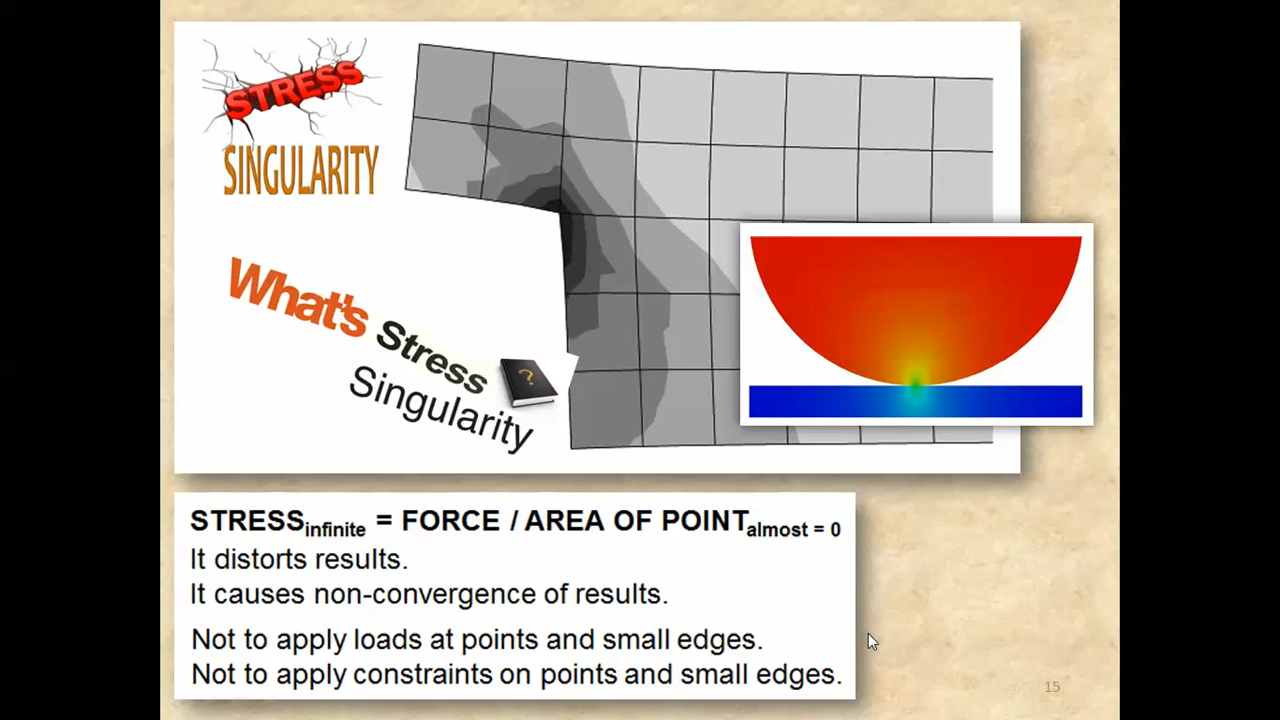 STRESS
SINGULARITY
What's Stress
Singularity
?
STRESSinfinite = FORCE / AREA OF POINTalmost = 0
It distorts results.
It causes non-convergence of results.
Not to apply loads at points and small edges.
Not to apply constraints on points and small edges.
15